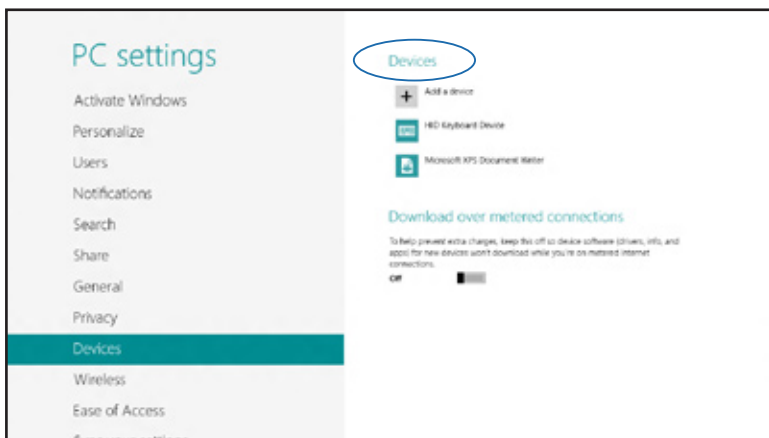 PC settings
Activate Windows
Personalize
Users
Notifications
Search
Share
General
Privacy
Devices
Wireless
Ease of Access
Devices
Add a device
HID Keyboard Device
Microsoft XPS Document Writer
Download over metered connections
To help prevent extra charges, keep this off so device software (drivers, info, and
apps) for new devices won't download while you're on metered Internet
connections.
Off